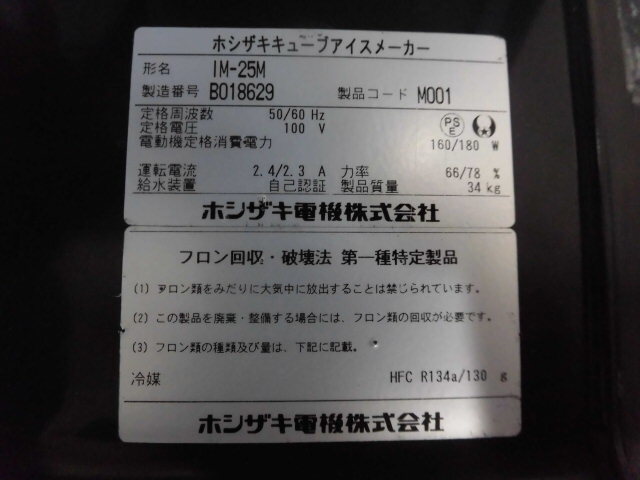 ホシザキキューブアイスメーカー
形名 IM-25M
製造番号 B018629 製品コード M001
定格周波数 50/60 Hz
定格電圧 100 V
PSE
電動機定格消費電力 160/180 W
運転電流 2.4/2.3 A 力率 66/78 %
給水装置 自己認証 製品質量 34 kg
ホシザキ電機株式会社
フロン回収・破壊法 第一種特定製品
(1) フロン類をみだりに大気中に放出することは禁じられています。
(2) この製品を廃棄・整備する場合には、フロン類の回収が必要です。
(3) フロン類の種類及び量は、下記に記載。
冷媒 HFC R134a/130 g
ホシザキ電機株式会社